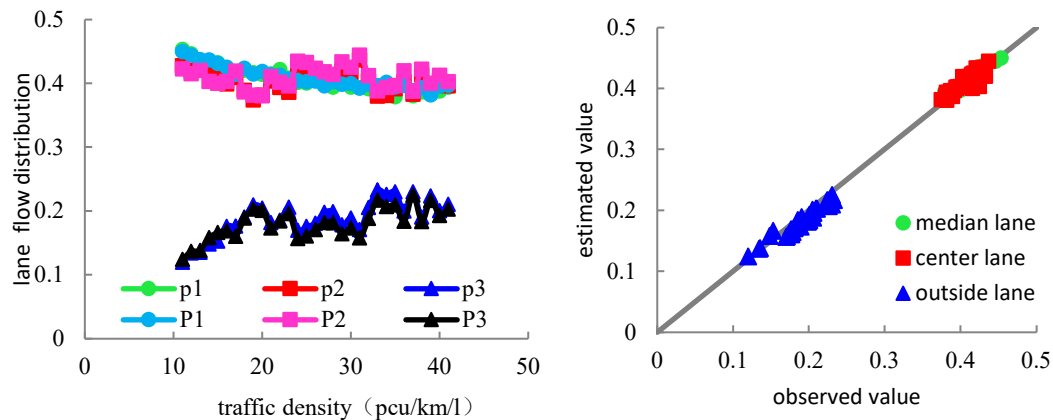 lane flow distribution
0.5
0.4
0.3
0.2
0.1
0
p1 p2 p3
P1 P2 P3
0 10 20 30 40 50
traffic density（pcu/km/l）
estimated value
0.5
0.4
0.3
0.2
0.1
0
median lane
center lane
outside lane
0 0.1 0.2 0.3 0.4 0.5
observed value